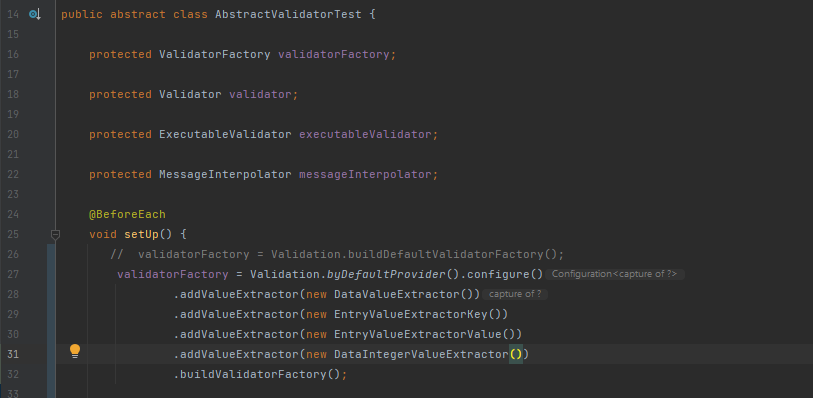 14 public abstract class AbstractValidatorTest {
15
16 protected ValidatorFactory validatorFactory;
17
18 protected Validator validator;
19
20 protected ExecutableValidator executableValidator;
21
22 protected MessageInterpolator messageInterpolator;
23
24 @BeforeEach
25 void setUp() {
26 // validatorFactory = Validation.buildDefaultValidatorFactory();
27 validatorFactory = Validation.byDefaultProvider().configure() Configuration<capture of ?>
28 .addValueExtractor(new DataValueExtractor()) capture of ?
29 .addValueExtractor(new EntryValueExtractorKey())
30 .addValueExtractor(new EntryValueExtractorValue())
31 .addValueExtractor(new DataIntegerValueExtractor())
32 .buildValidatorFactory();
33